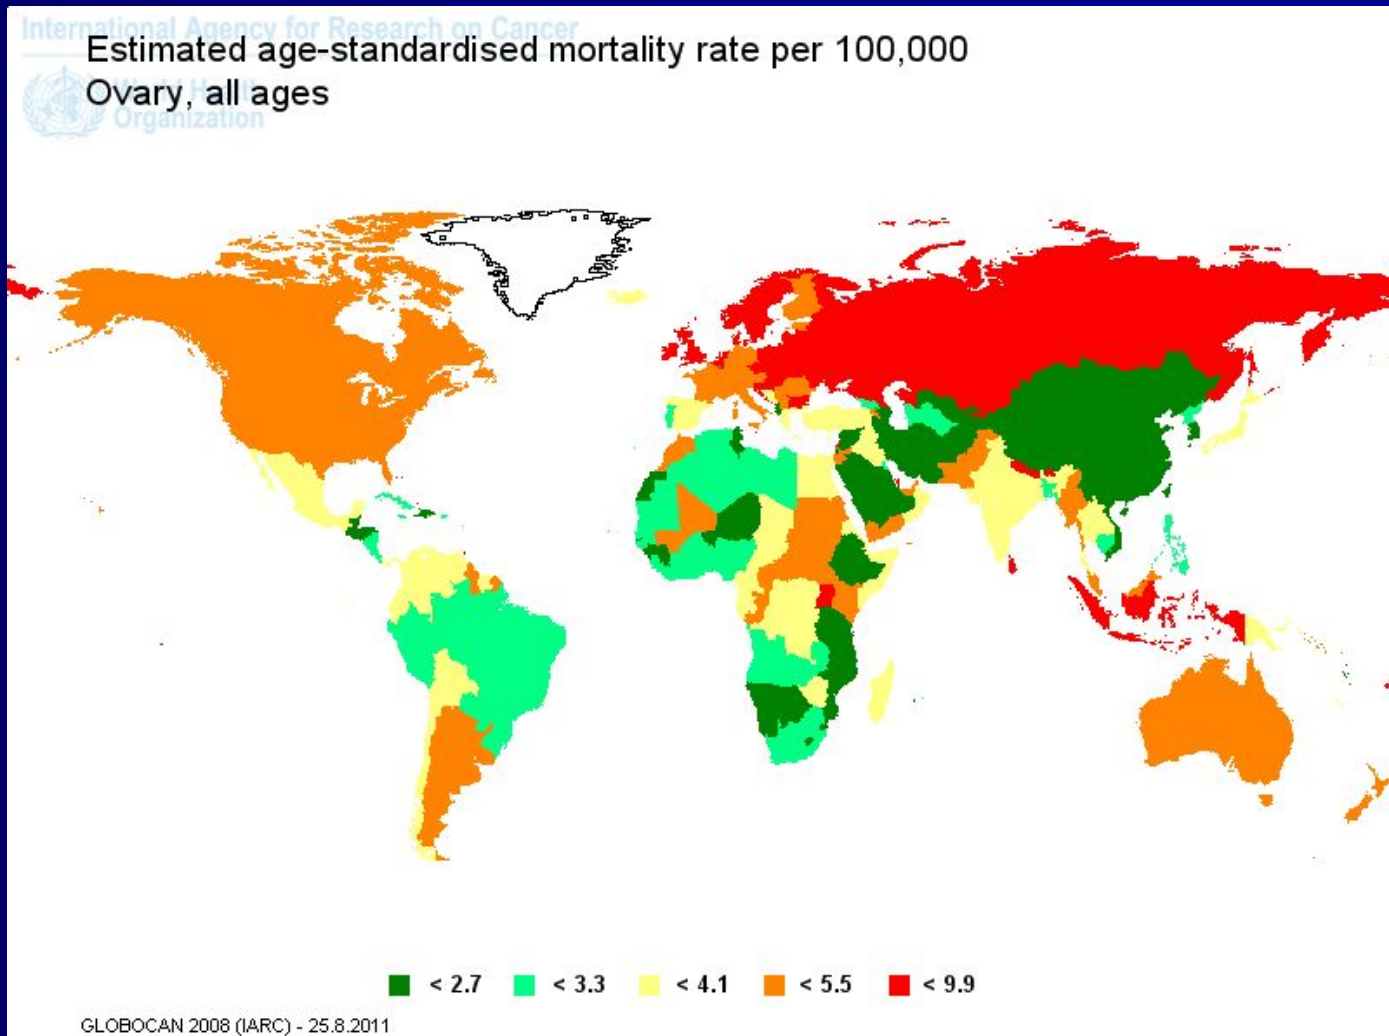 International Agency for Research on Cancer
Estimated age-standardised mortality rate per 100,000
Ovary, all ages
World Health
Organization
< 2.7 < 3.3 < 4.1 < 5.5 < 9.9
GLOBOCAN 2008 (IARC) - 25.8.2011